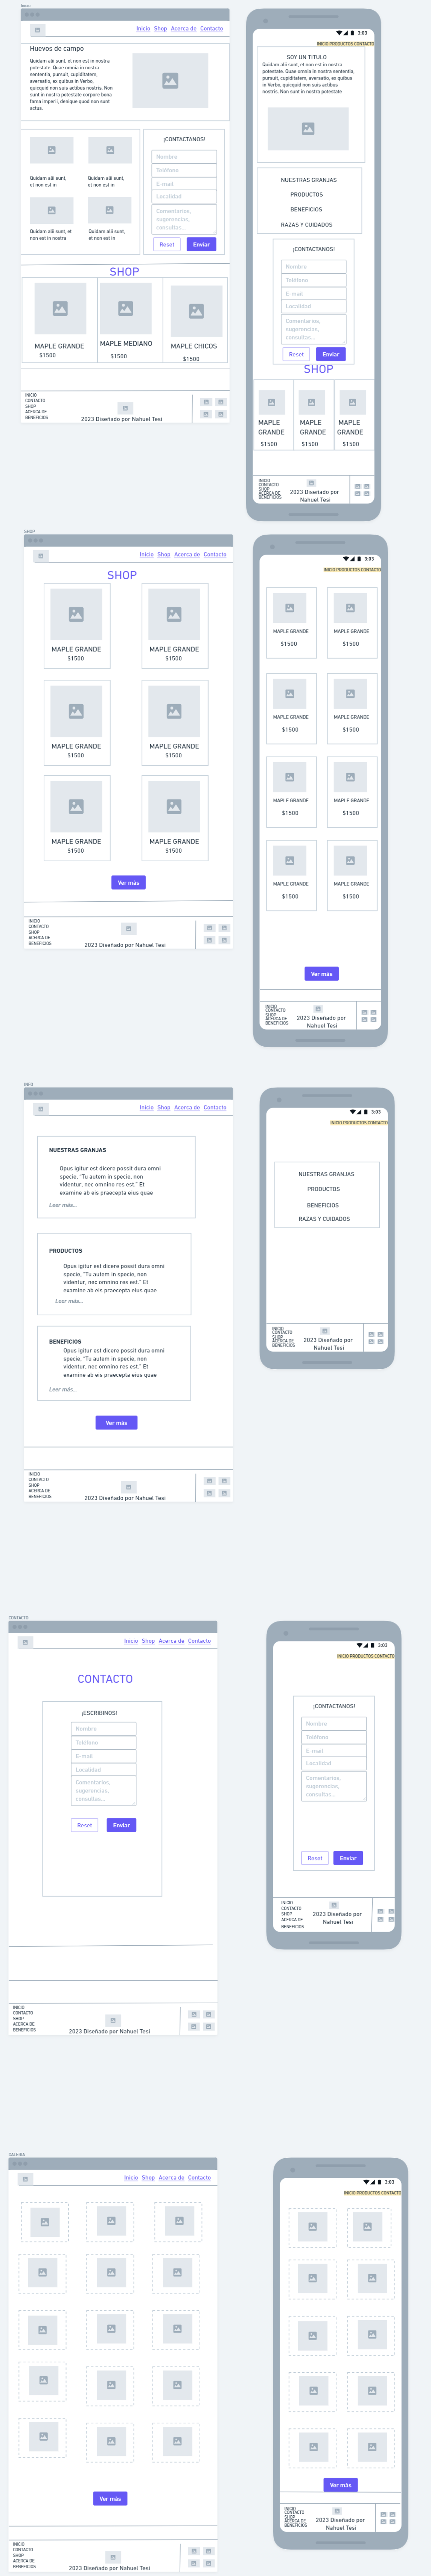 Inicio
Inicio Shop Acerca de Contacto
Huevos de campo
Quidam alii sunt, et non est in nostra
potestate. Quae omnia in nostra
sententia, pursuit, cupiditatem,
aversatio, ex quibus in Veribo,
quicquid non suis actibus nostris. Non
sunt in nostra potestate corpore bona
fama imperii, denique quod non sunt
actus.
Quidam alii sunt,
et non est in
Quidam alii sunt,
et non est in
Quidam alii sunt, et
non est in nostra
Quidam alii sunt,
et non est in
¡CONTACTANOS!
Nombre
Teléfono
E-mail
Localidad
Comentarios,
sugerencias,
consultas...
Reset
Enviar
SHOP
MAPLE GRANDE
$1500
MAPLE MEDIANO
$1500
MAPLE CHICOS
$1500
INICIO
CONTACTO
SHOP
ACERCA DE
BENEFICIOS
2023 Diseñado por Nahuel Tesi
3:03
INICIO PRODUCTOS CONTACTO
SOY UN TITULO
Quidam alii sunt, et non est in nostra
potestate. Quae omnia in nostra sententia,
pursuit, cupiditatem, aversatio, ex quibus
in Veribo, quicquid non suis actibus
nostris. Non sunt in nostra potestate
NUESTRAS GRANJAS
PRODUCTOS
BENEFICIOS
RAZAS Y CUIDADOS
¡CONTACTANOS!
Nombre
Teléfono
E-mail
Localidad
Comentarios,
sugerencias,
consultas...
Reset
Enviar
SHOP
MAPLE
GRANDE
$1500
MAPLE
GRANDE
$1500
MAPLE
GRANDE
$1500
INICIO
CONTACTO
SHOP
ACERCA DE
BENEFICIOS
2023 Diseñado por
Nahuel Tesi
SHOP
Inicio Shop Acerca de Contacto
SHOP
MAPLE GRANDE
$1500
MAPLE GRANDE
$1500
MAPLE GRANDE
$1500
MAPLE GRANDE
$1500
MAPLE GRANDE
$1500
MAPLE GRANDE
$1500
Ver más
INICIO
CONTACTO
SHOP
ACERCA DE
BENEFICIOS
2023 Diseñado por Nahuel Tesi
3:03
INICIO PRODUCTOS CONTACTO
MAPLE GRANDE
$1500
MAPLE GRANDE
$1500
MAPLE GRANDE
$1500
MAPLE GRANDE
$1500
MAPLE GRANDE
$1500
MAPLE GRANDE
$1500
MAPLE GRANDE
$1500
MAPLE GRANDE
$1500
Ver más
INICIO
CONTACTO
SHOP
ACERCA DE
BENEFICIOS
2023 Diseñado por
Nahuel Tesi
INFO
Inicio Shop Acerca de Contacto
NUESTRAS GRANJAS
Opus igitur est dicere possit dura omni
specie, "Tu autem in specie, non
videntur, nec omnino res est." Et
examine ab eis praecepta eius quae
Leer más...
PRODUCTOS
Opus igitur est dicere possit dura omni
specie, "Tu autem in specie, non
videntur, nec omnino res est." Et
examine ab eis praecepta eius quae
Leer más...
BENEFICIOS
Opus igitur est dicere possit dura omni
specie, "Tu autem in specie, non
videntur, nec omnino res est." Et
examine ab eis praecepta eius quae
Leer más...
Ver más
INICIO
CONTACTO
SHOP
ACERCA DE
BENEFICIOS
2023 Diseñado por Nahuel Tesi
3:03
INICIO PRODUCTOS CONTACTO
NUESTRAS GRANJAS
PRODUCTOS
BENEFICIOS
RAZAS Y CUIDADOS
INICIO
CONTACTO
SHOP
ACERCA DE
BENEFICIOS
2023 Diseñado por
Nahuel Tesi
CONTACTO
Inicio Shop Acerca de Contacto
CONTACTO
¡ESCRIBINOS!
Nombre
Teléfono
E-mail
Localidad
Comentarios,
sugerencias,
consultas...
Reset
Enviar
INICIO
CONTACTO
SHOP
ACERCA DE
BENEFICIOS
2023 Diseñado por Nahuel Tesi
3:03
INICIO PRODUCTOS CONTACTO
¡CONTACTANOS!
Nombre
Teléfono
E-mail
Localidad
Comentarios,
sugerencias,
consultas...
Reset
Enviar
INICIO
CONTACTO
SHOP
ACERCA DE
BENEFICIOS
2023 Diseñado por
Nahuel Tesi
GALERIA
Inicio Shop Acerca de Contacto
Ver más
INICIO
CONTACTO
SHOP
ACERCA DE
BENEFICIOS
2023 Diseñado por Nahuel Tesi
3:03
INICIO PRODUCTOS CONTACTO
Ver más
INICIO
CONTACTO
SHOP
ACERCA DE
BENEFICIOS
2023 Diseñado por
Nahuel Tesi